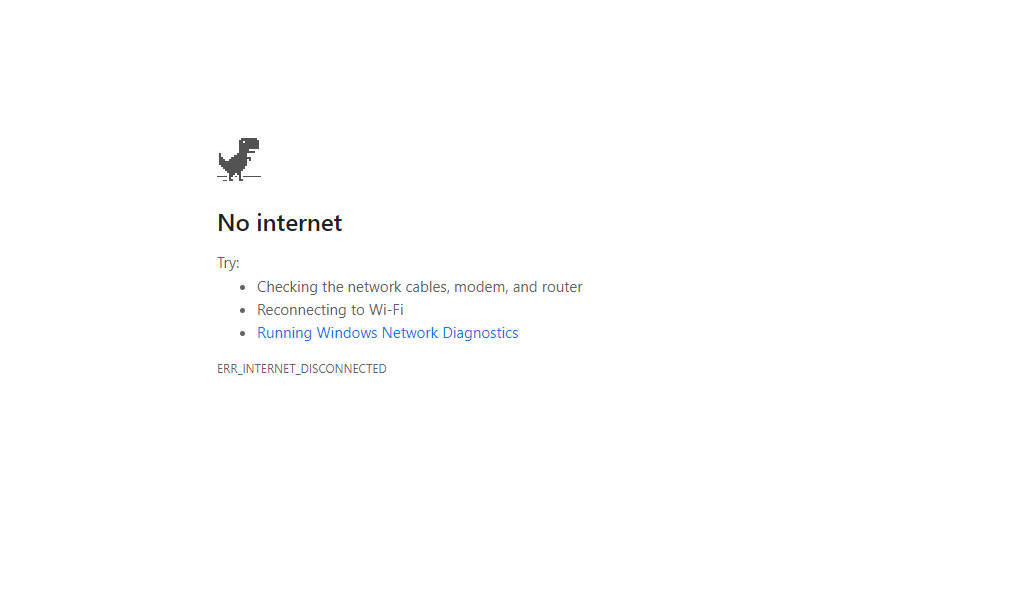 No internet
Try:
• Checking the network cables, modem, and router
• Reconnecting to Wi-Fi
• Running Windows Network Diagnostics
ERR_INTERNET_DISCONNECTED